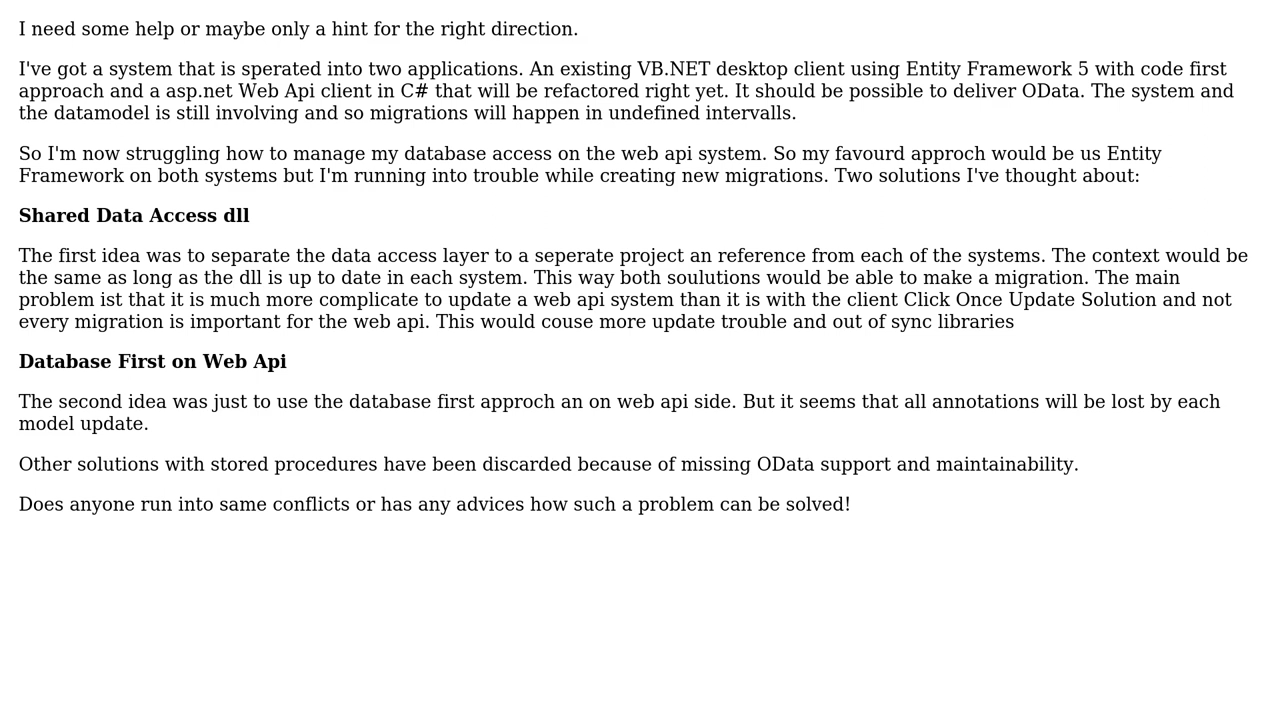 I need some help or maybe only a hint for the right direction.
I've got a system that is sperated into two applications. An existing VB.NET desktop client using Entity Framework 5 with code first
approach and a asp.net Web Api client in C# that will be refactored right yet. It should be possible to deliver OData. The system and
the datamodel is still involving and so migrations will happen in undefined intervalls.
So I'm now struggling how to manage my database access on the web api system. So my favourd approch would be us Entity
Framework on both systems but I'm running into trouble while creating new migrations. Two solutions I've thought about:
Shared Data Access dll
The first idea was to separate the data access layer to a seperate project an reference from each of the systems. The context would be
the same as long as the dll is up to date in each system. This way both soulutions would be able to make a migration. The main
problem ist that it is much more complicate to update a web api system than it is with the client Click Once Update Solution and not
every migration is important for the web api. This would couse more update trouble and out of sync libraries
Database First on Web Api
The second idea was just to use the database first approch an on web api side. But it seems that all annotations will be lost by each
model update.
Other solutions with stored procedures have been discarded because of missing OData support and maintainability.
Does anyone run into same conflicts or has any advices how such a problem can be solved!